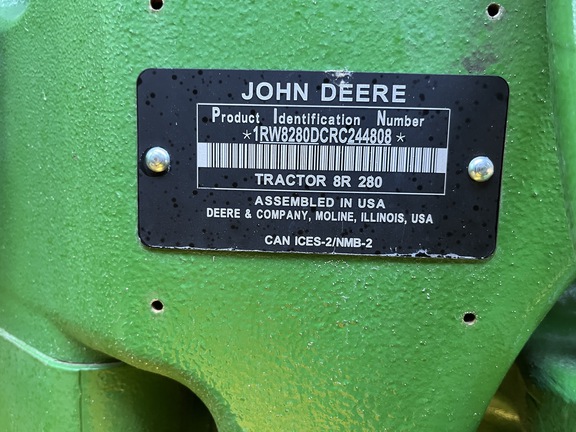 JOHN DEERE
Product Identification Number
*1RW8280DCRC244808*
TRACTOR 8R 280
ASSEMBLED IN USA
DEERE & COMPANY, MOLINE, ILLINOIS, USA
CAN ICES-2/NMB-2